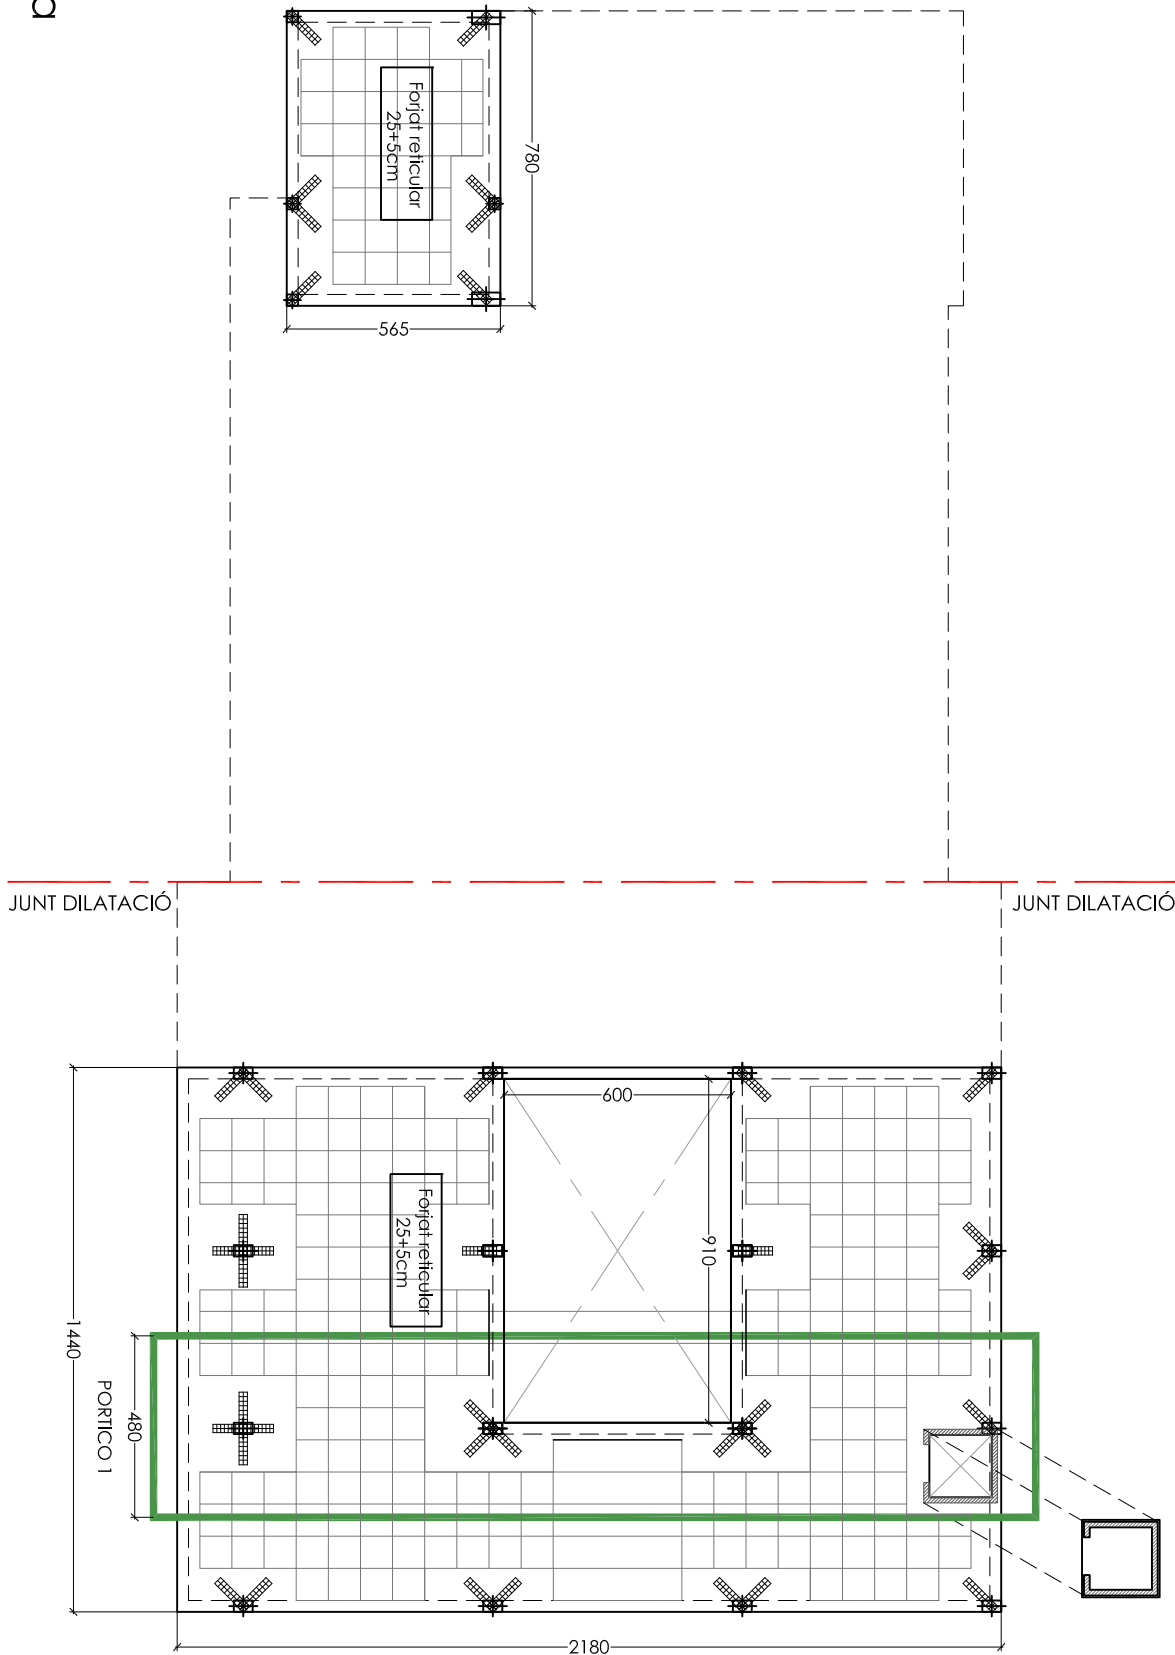 Forjat reticular
25+5cm
780
565
JUNT DILATACIÓ
JUNT DILATACIÓ
600
910
Forjat reticular
25+5cm
1440
480
PORTICO 1
2180